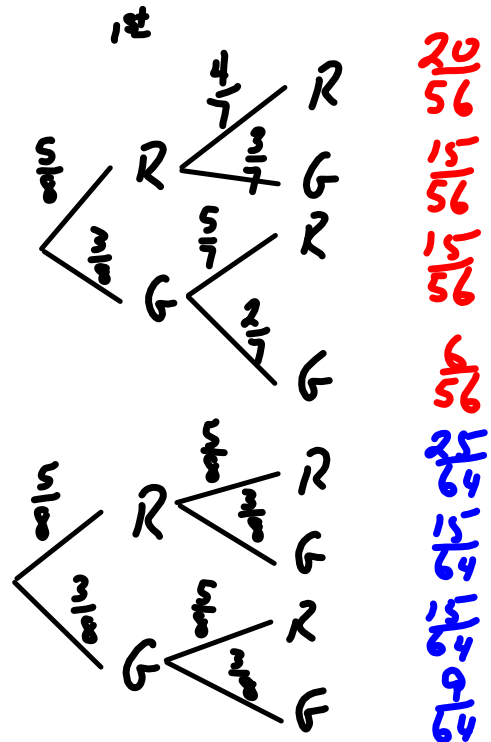 1st
4/7 R 20/56
5/8 R 3/7 G 15/56
3/8 G 5/7 R 15/56
2/7 G 6/56
5/8 R 5/8 R 25/64
3/8 G 15/64
3/8 G 5/8 R 15/64
3/8 G 9/64